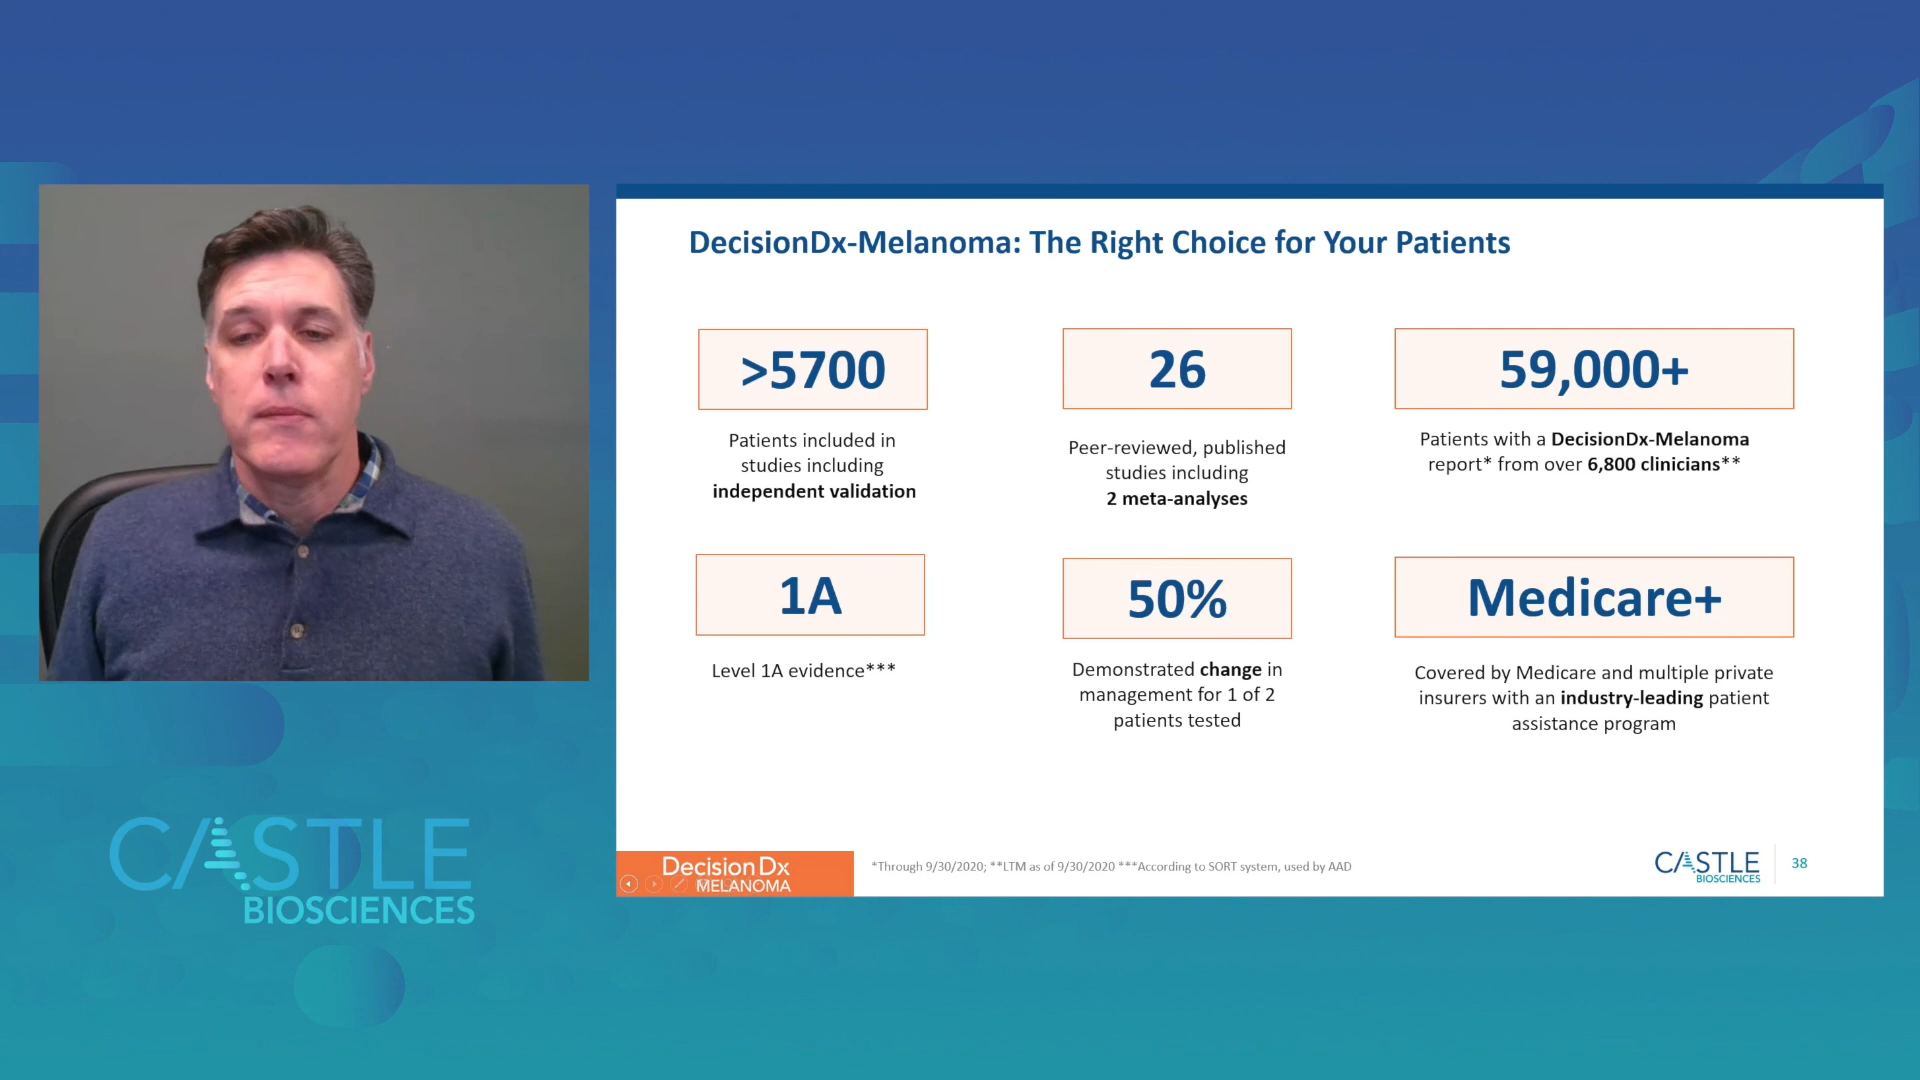 DecisionDx-Melanoma: The Right Choice for Your Patients
>5700
Patients included in
studies including
independent validation
26
Peer-reviewed, published
studies including
2 meta-analyses
59,000+
Patients with a DecisionDx-Melanoma
report* from over 6,800 clinicians**
1A
Level 1A evidence***
50%
Demonstrated change in
management for 1 of 2
patients tested
Medicare+
Covered by Medicare and multiple private
insurers with an industry-leading patient
assistance program
DecisionDx
MELANOMA
*Through 9/30/2020; **LTM as of 9/30/2020 ***According to SORT system, used by AAD
CASTLE
BIOSCIENCES
38
CASTLE
BIOSCIENCES